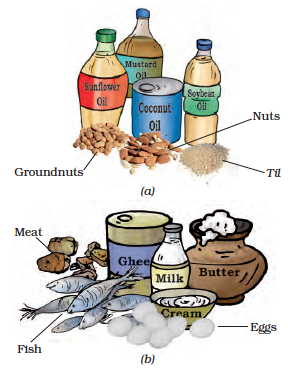 Mustard
Oil
Sunflower
Oil
Soybean
Oil
Coconut
Oil
Nuts
Groundnuts
Til
(a)
Meat
Ghee
Milk
Butter
Cream
Eggs
Fish
(b)